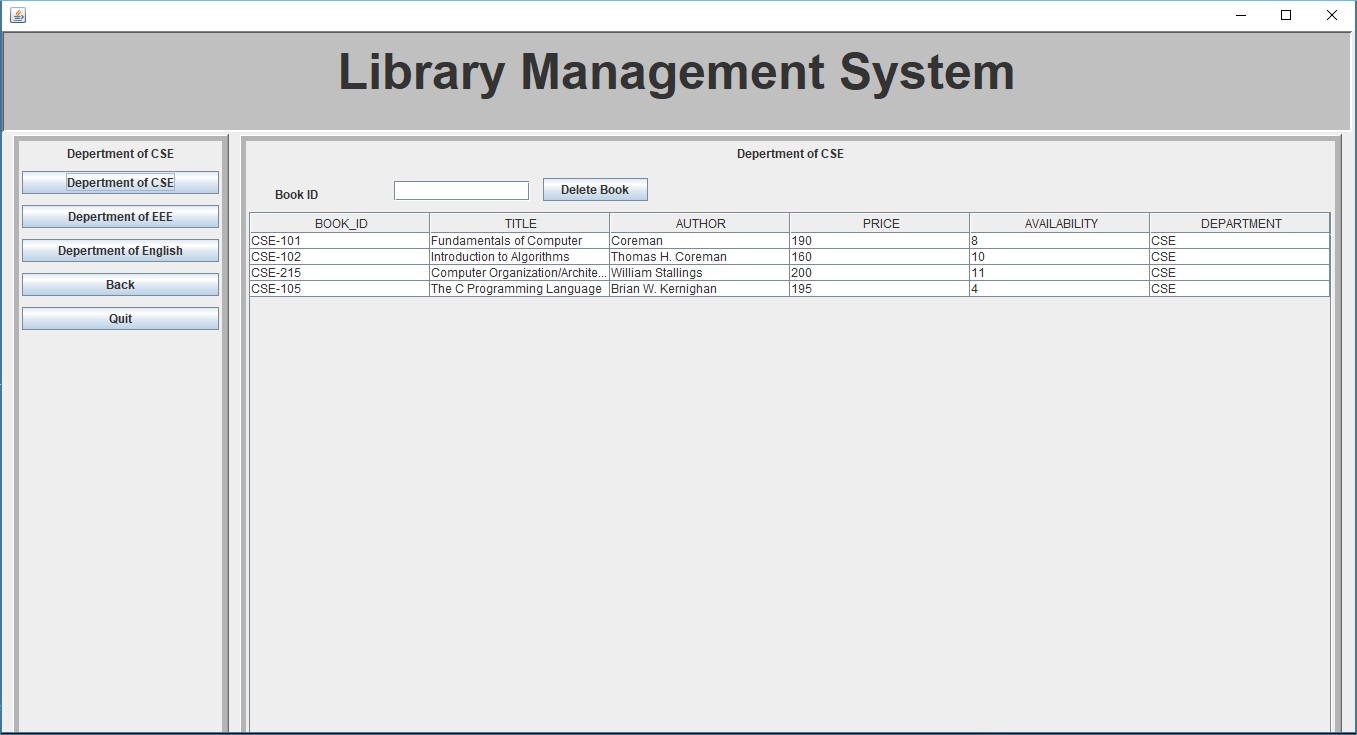 Library Management System
Depertment of CSE
Depertment of CSE
Department of EEE
Depertment of English
Back
Quit
Depertment of CSE
Book ID
Delete Book
BOOK_ID TITLE AUTHOR PRICE AVAILABILITY DEPARTMENT
CSE-101 Fundamentals of Computer Coreman 190 8 CSE
CSE-102 Introduction to Algorithms Thomas H. Coreman 160 10 CSE
CSE-215 Computer Organization/Archite... William Stallings 200 11 CSE
CSE-105 The C Programming Language Brian W. Kernighan 195 4 CSE